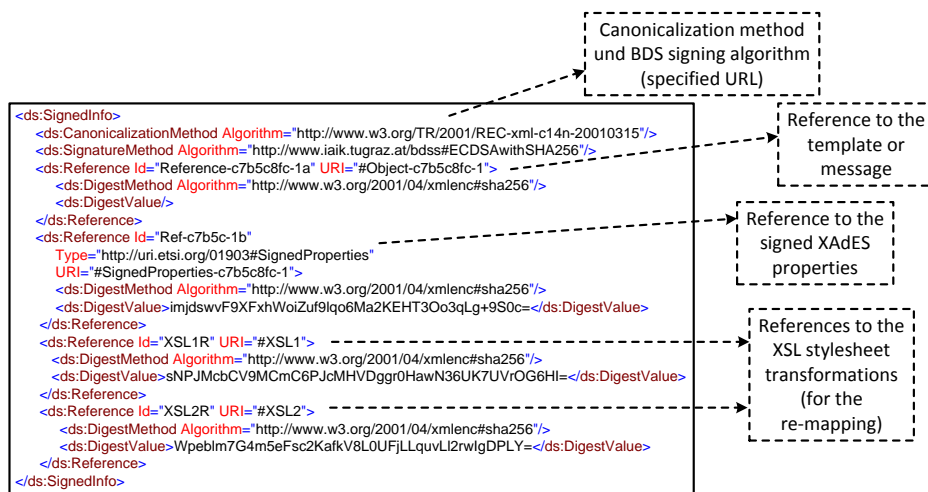 Canonicalization method
und BDS signing algorithm
(specified URL)
<ds:SignedInfo>
<ds:CanonicalizationMethod Algorithm="http://www.w3.org/TR/2001/REC-xml-c14n-20010315"/>
<ds:SignatureMethod Algorithm="http://www.iaik.tugraz.at/bdss#ECDSAwithSHA256"/>
<ds:Reference Id="Reference-c7b5c8fc-1a" URI="#Object-c7b5c8fc-1">
<ds:DigestMethod Algorithm="http://www.w3.org/2001/04/xmlenc#sha256"/>
<ds:DigestValue/>
</ds:Reference>
Reference to the
template or
message
<ds:Reference Id="Ref-c7b5c-1b"
Type="http://uri.etsi.org/01903#SignedProperties"
URI="#SignedProperties-c7b5c8fc-1">
<ds:DigestMethod Algorithm="http://www.w3.org/2001/04/xmlenc#sha256"/>
<ds:DigestValue>imjdswvF9XFxhWoiZuf9lqo6Ma2KEHT3Oo3qLg+9S0c=</ds:DigestValue>
</ds:Reference>
Reference to the
signed XAdES
properties
<ds:Reference Id="XSL1R" URI="#XSL1">
<ds:DigestMethod Algorithm="http://www.w3.org/2001/04/xmlenc#sha256"/>
<ds:DigestValue>sNPJMcbCV9MCmC6PJcMHVDggr0HawN36UK7UVrOG6HI=</ds:DigestValue>
</ds:Reference>
<ds:Reference Id="XSL2R" URI="#XSL2">
<ds:DigestMethod Algorithm="http://www.w3.org/2001/04/xmlenc#sha256"/>
<ds:DigestValue>Wpeblm7G4m5eFsc2KafkV8L0UFjLLquvLl2rwIgDPLY=</ds:DigestValue>
</ds:Reference>
</ds:SignedInfo>
References to the
XSL stylesheet
transformations
(for the
re-mapping)